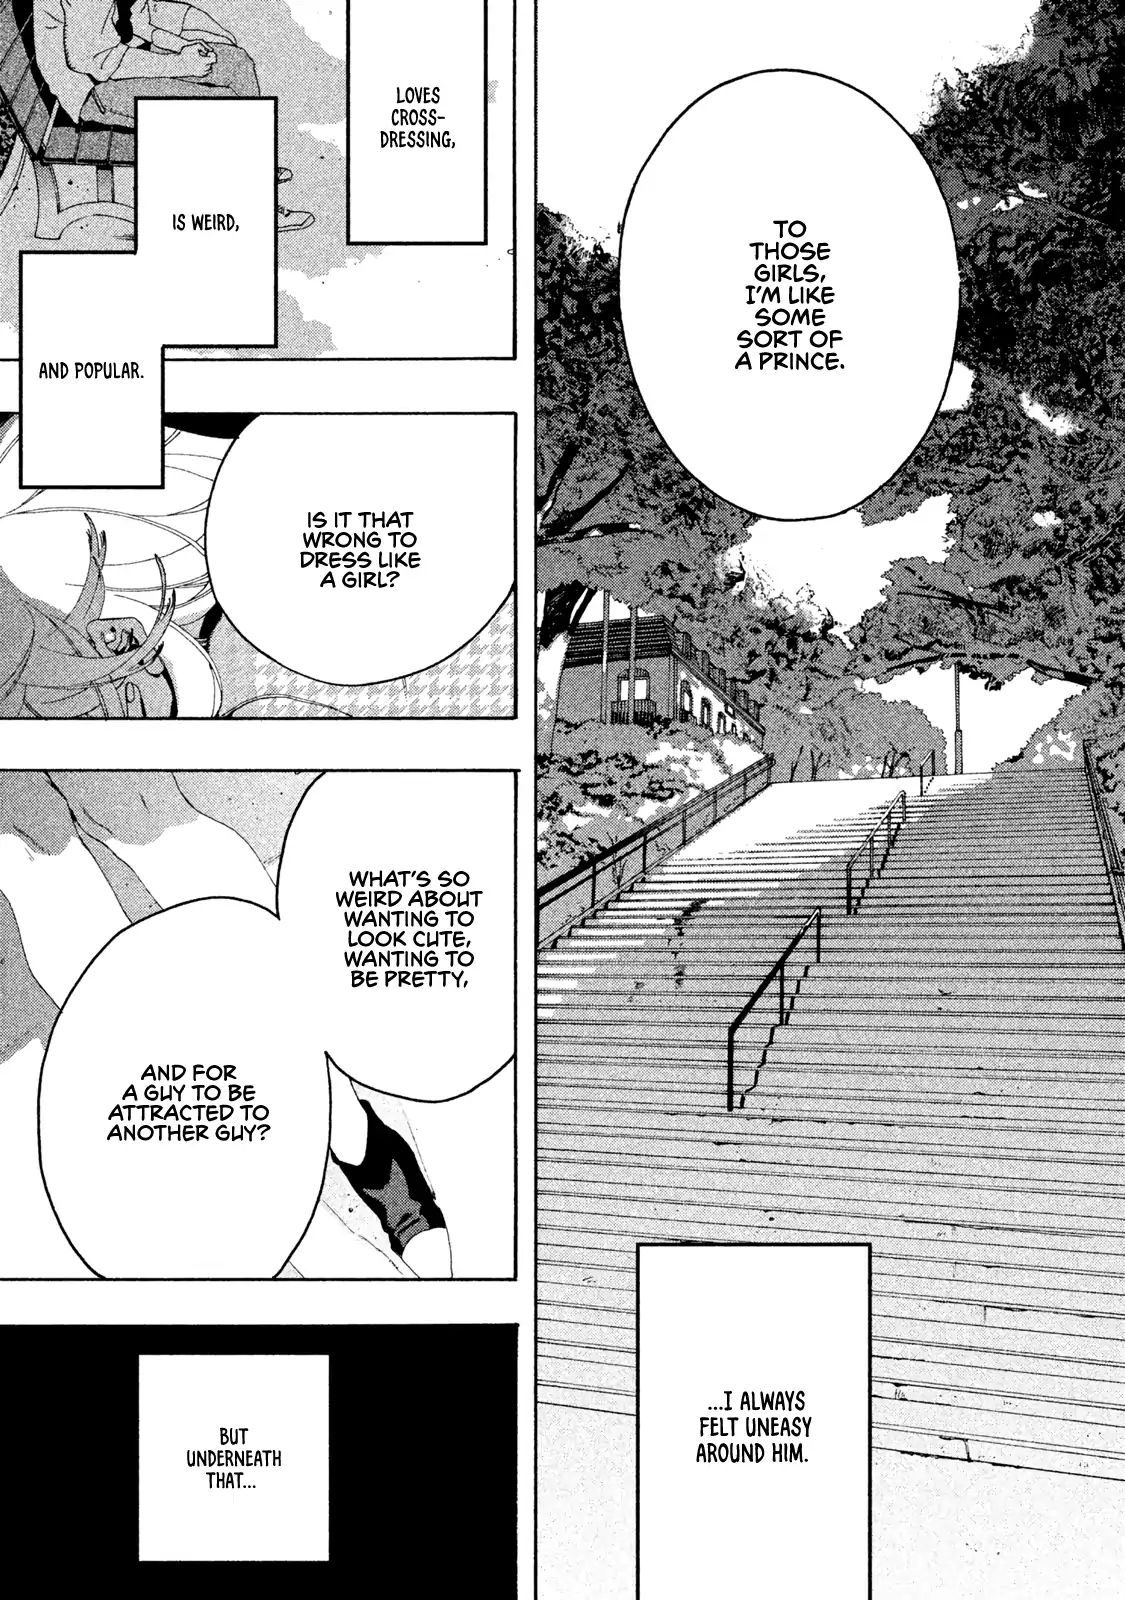 TO
THOSE
GIRLS,
I'M LIKE
SOME
SORT OF
A PRINCE.
...I ALWAYS
FELT UNEASY
AROUND HIM.
LOVES
CROSS-
DRESSING,
IS WEIRD,
AND POPULAR.
IS IT THAT
WRONG TO
DRESS LIKE
A GIRL?
WHAT'S SO
WEIRD ABOUT
WANTING TO
LOOK CUTE,
WANTING TO
BE PRETTY,
AND FOR
A GUY TO BE
ATTRACTED TO
ANOTHER GUY?
BUT
UNDERNEATH
THAT...